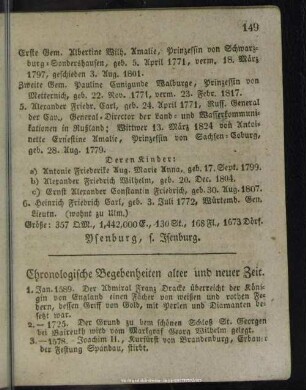 149
Erste Gem. Albertine Wilh. Amalie, Prinzessin von Schwarz-
burg-Sondershausen, geb. 5. April 1771, verm. 18. März
1797, geschieden 3. Aug. 1801.
Zweite Gem. Pauline Cunigunde Walburge, Prinzessin von
Metternich, geb. 22. Nov. 1771, verm. 23. Febr. 1817.
5. Alexander Friedr. Carl, geb. 24. April 1771, Russ. General
der Cav., General-Director der Land- und Wasserkommuni-
kationen in Rußland; Wittwer 13. März 1824 von Antoi-
nette Ernestine Amalie, Prinzessin von Sachsen-Coburg,
geb. 28. Aug. 1779.
Deren Kinder:
a) Antonie Friederike Aug. Marie Anna, geb. 17. Sept. 1799.
b) Alexander Friedrich Wilhelm, geb. 20. Dec. 1804.
c) Ernst Alexander Constantin Friedrich, geb. 30. Aug. 1807.
6. Heinrich Friedrich Carl, geb. 3. Juli 1772, Würtemb. Gen.
Lieutn. (wohnt zu Ulm.)
Größe: 357 Q.M., 1,442,000 E., 130 St., 168 Fl., 1673 Dörf.
Ysenburg, s. Isenburg.
Chronologische Begebenheiten alter und neuer Zeit.
1. Jan. 1589. Der Admiral Franz Dracke überreicht der Köni-
gin von England einen Fächer von weißen und rothen Fe-
dern, dessen Griff von Gold, mit Perlen und Diamanten be-
setzt war.
2. — 1725. Der Grund zu dem schönen Schloß St. Georgen
bei Baireuth wird vom Markgraf Georg Wilhelm gelegt.
3. — 1578. Joachim II., Kurfürst von Brandenburg, Erbauer
der Festung Spandau, stirbt.